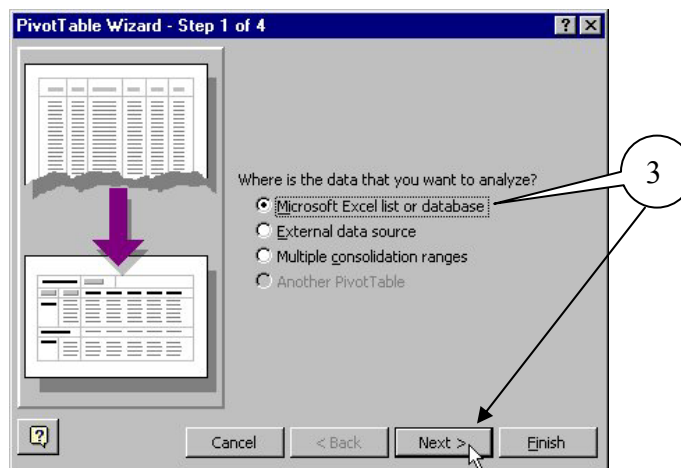 PivotTable Wizard - Step 1 of 4
? X
Where is the data that you want to analyze?
Microsoft Excel list or database
External data source
Multiple consolidation ranges
Another PivotTable
3
?
Cancel < Back Next > Finish